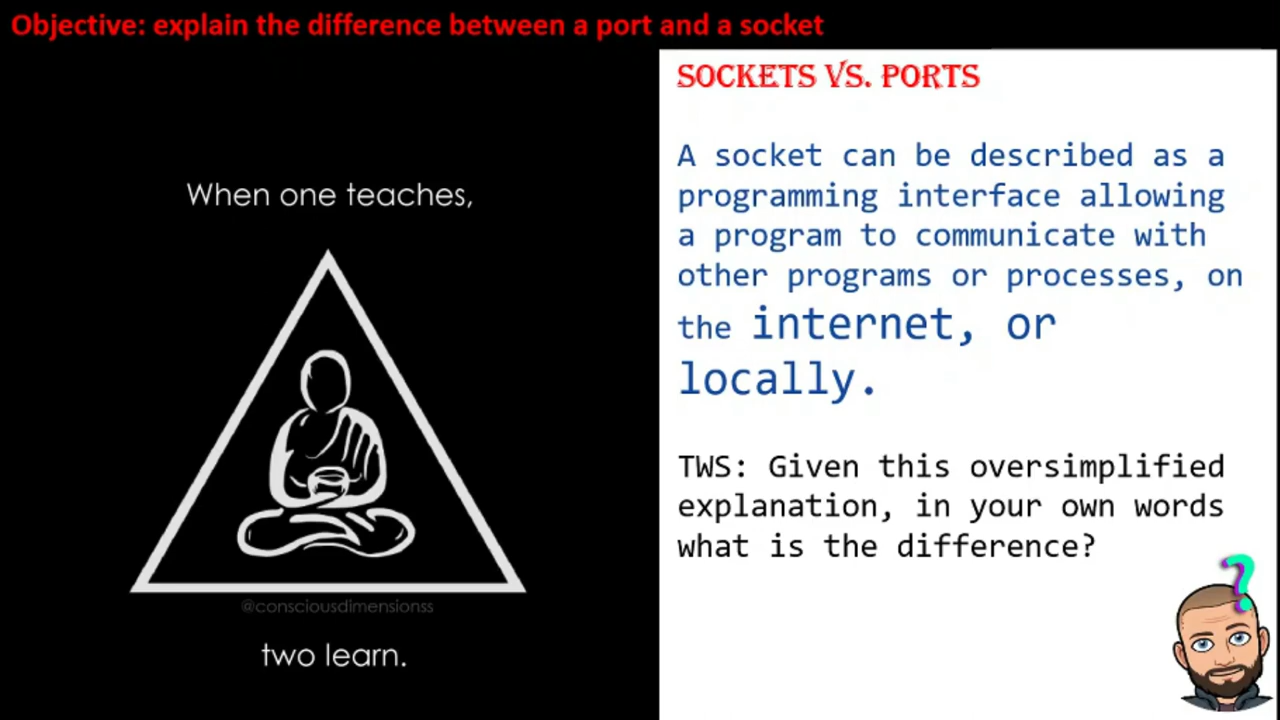 Objective: explain the difference between a port and a socket
When one teaches,
@consciousdimensionss
two learn.
SOCKETS VS. PORTS
A socket can be described as a
programming interface allowing
a program to communicate with
other programs or processes, on
the internet, or
locally.
TWS: Given this oversimplified
explanation, in your own words
what is the difference?
?